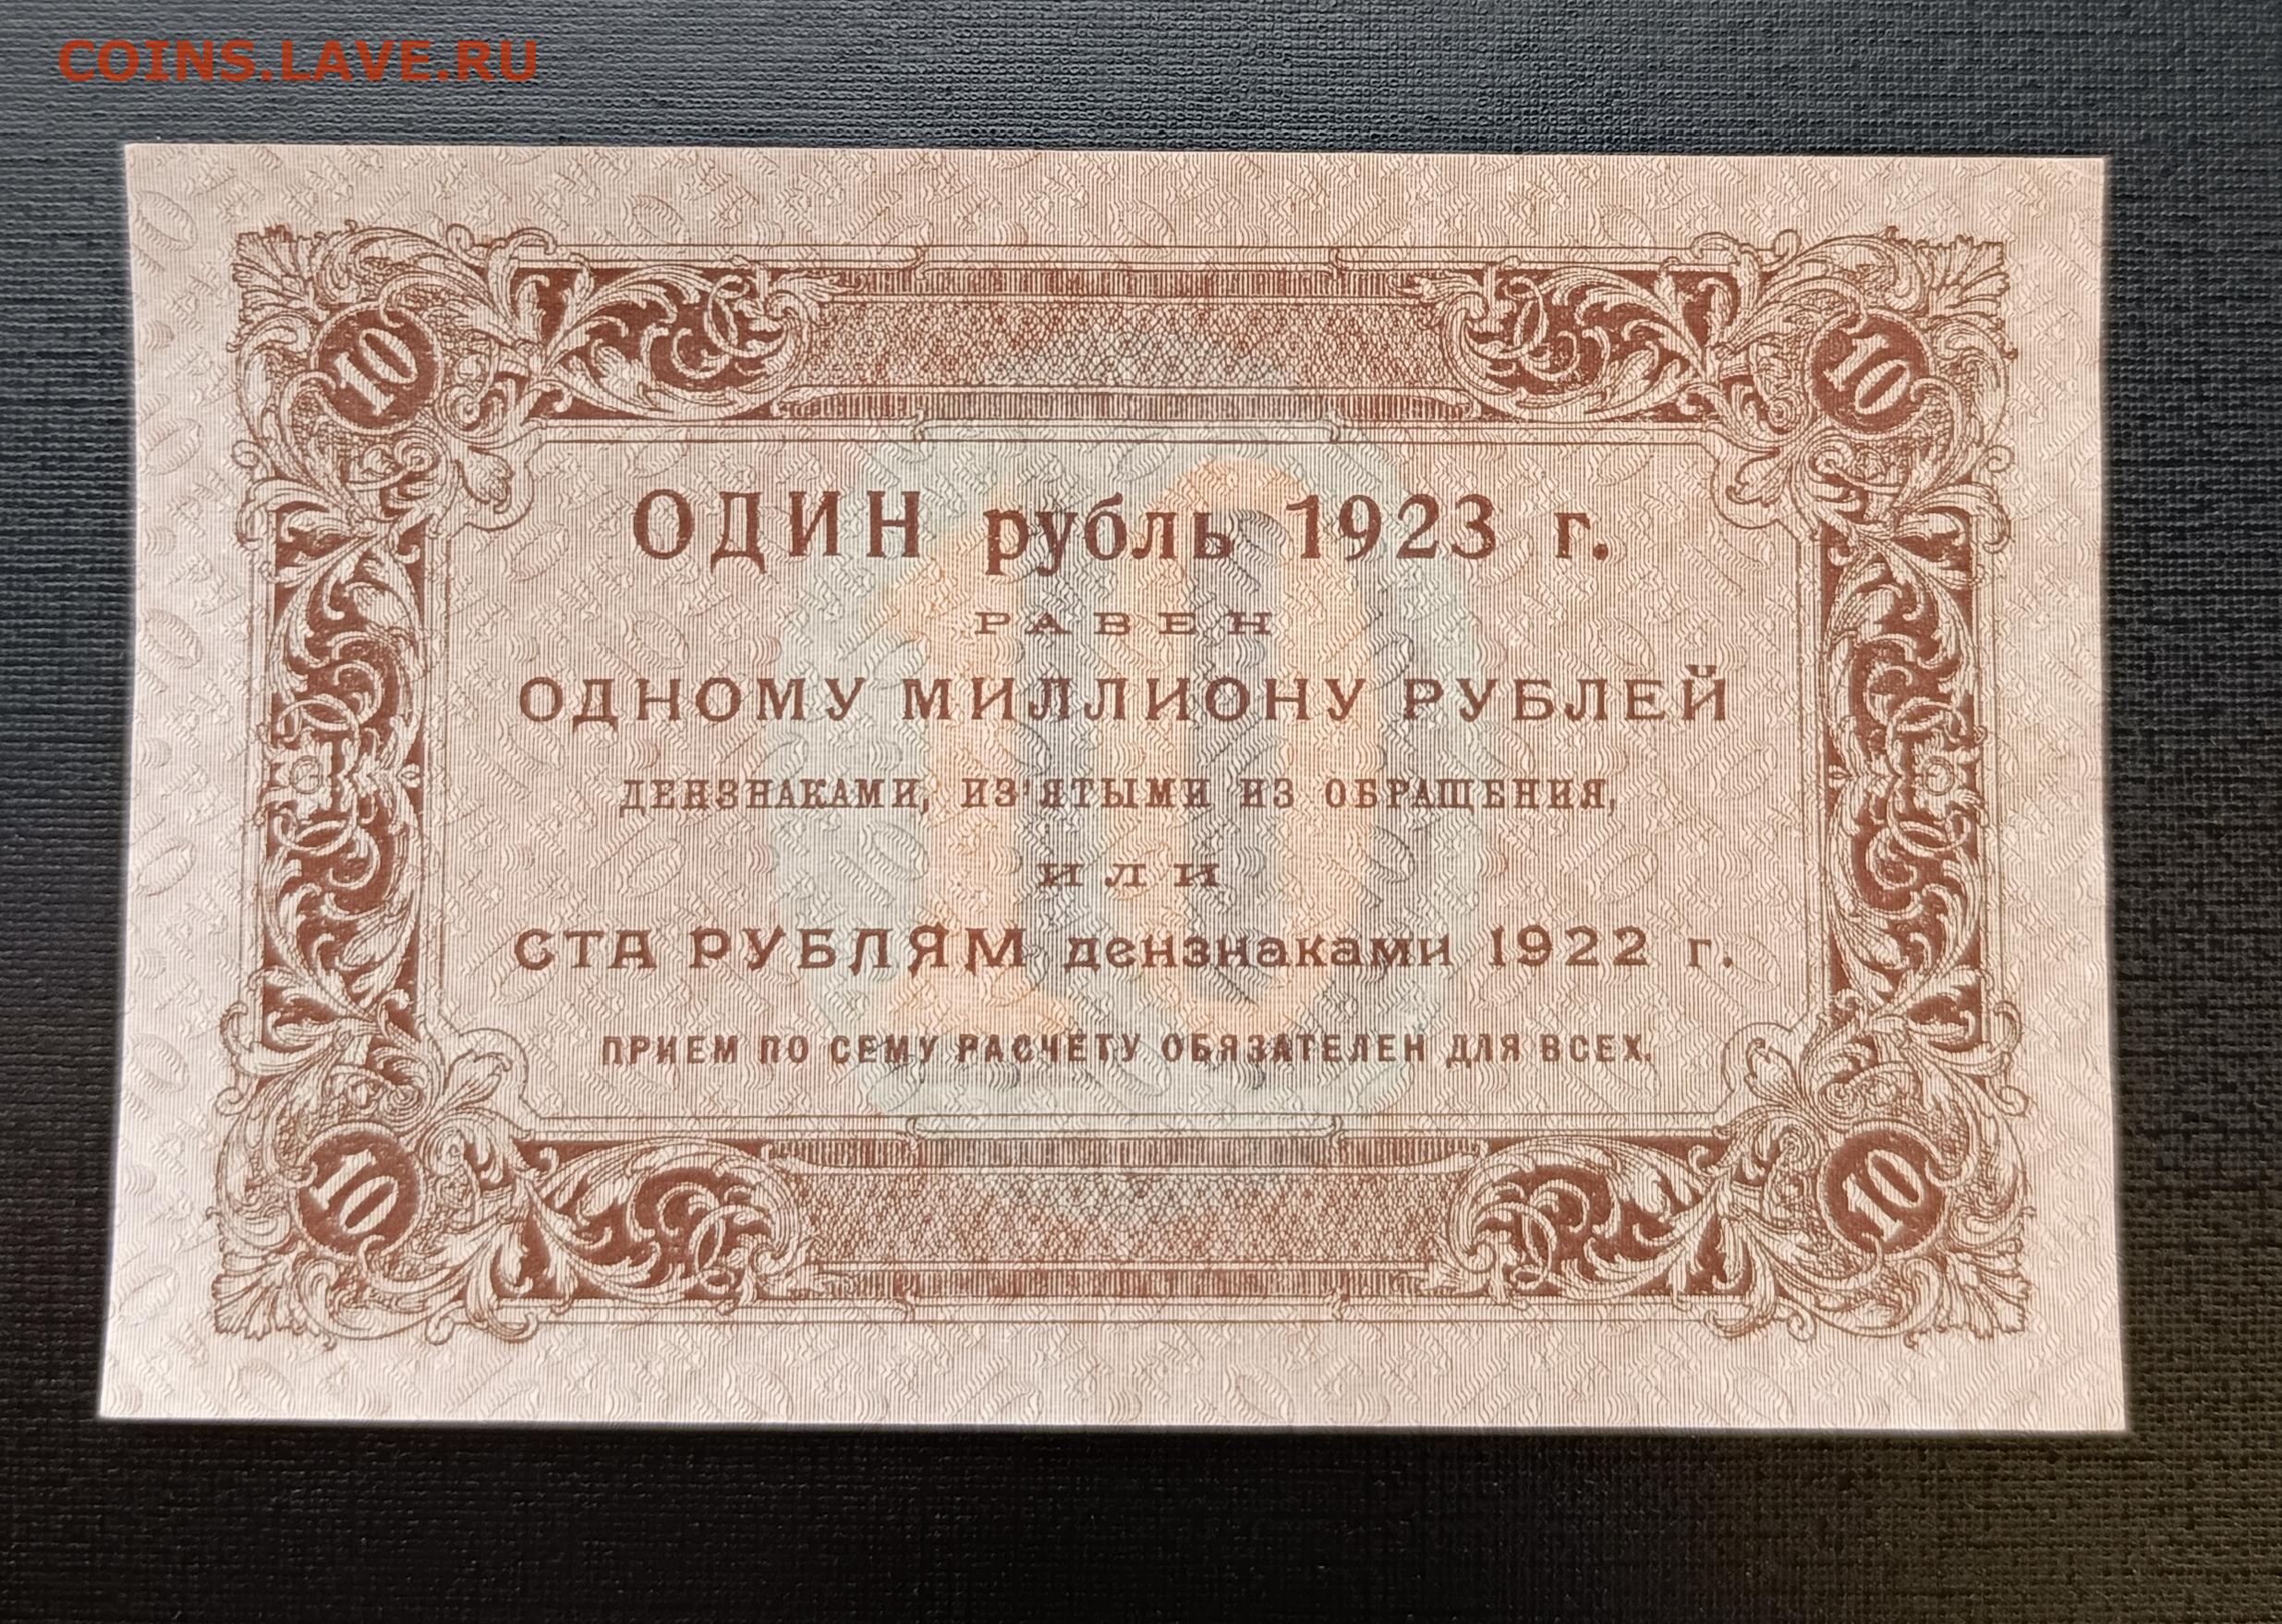 COINS.LAVE.RU
10 10
ОДИН рубль 1923 г.
РАВЕН
ОДНОМУ МИЛЛИОНУ РУБЛЕЙ
ДЕНЗНАКАМИ, ИЗ'ЯТЫМИ ИЗ ОБРАЩЕНИЯ,
ИЛИ
СТА РУБЛЯМ дензнаками 1922 г.
ПРИЕМ ПО СЕМУ РАСЧЕТУ ОБЯЗАТЕЛЕН ДЛЯ ВСЕХ.
10
10 10